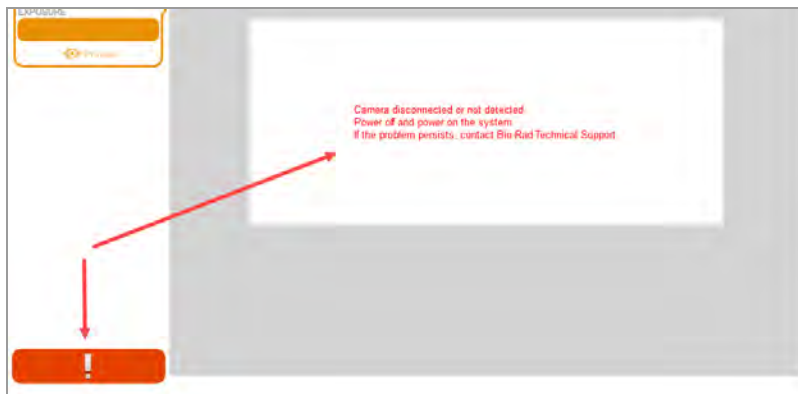 EXPOSURE
Preview
Camera disconnected or not detected.
Power off and power on the system.
If the problem persists, contact Bio-Rad Technical Support.
!